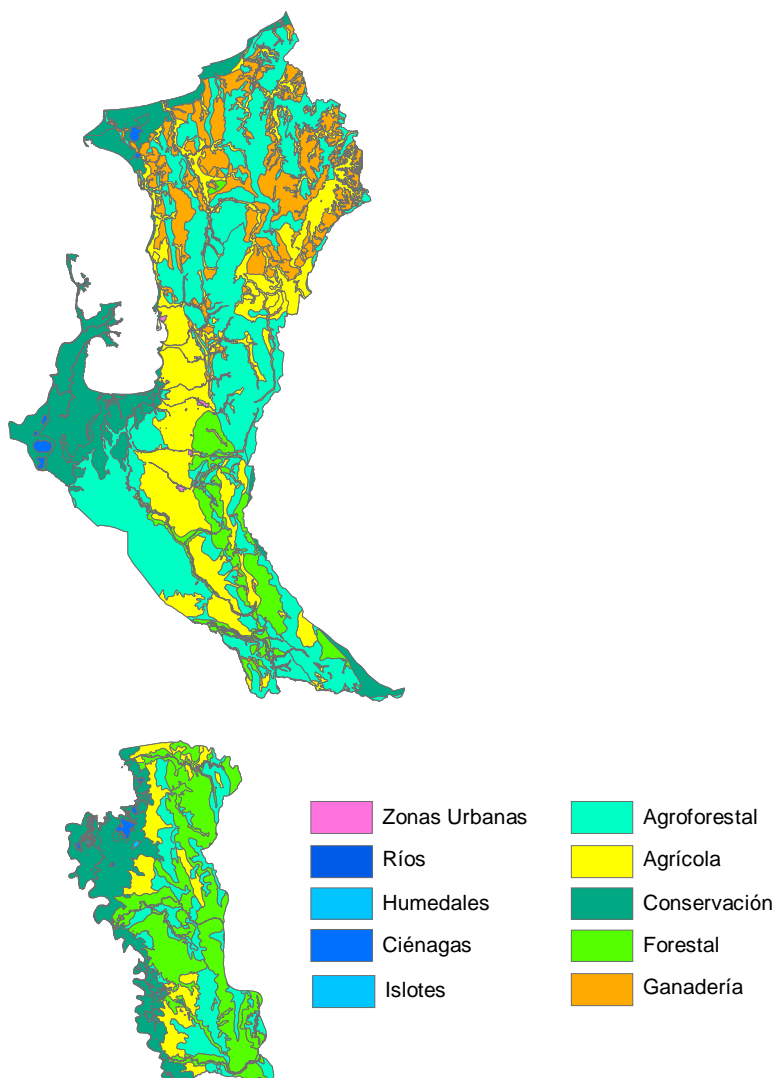 Zonas Urbanas
Ríos
Humedales
Ciénagas
Islotes
Agroforestal
Agrícola
Conservación
Forestal
Ganadería